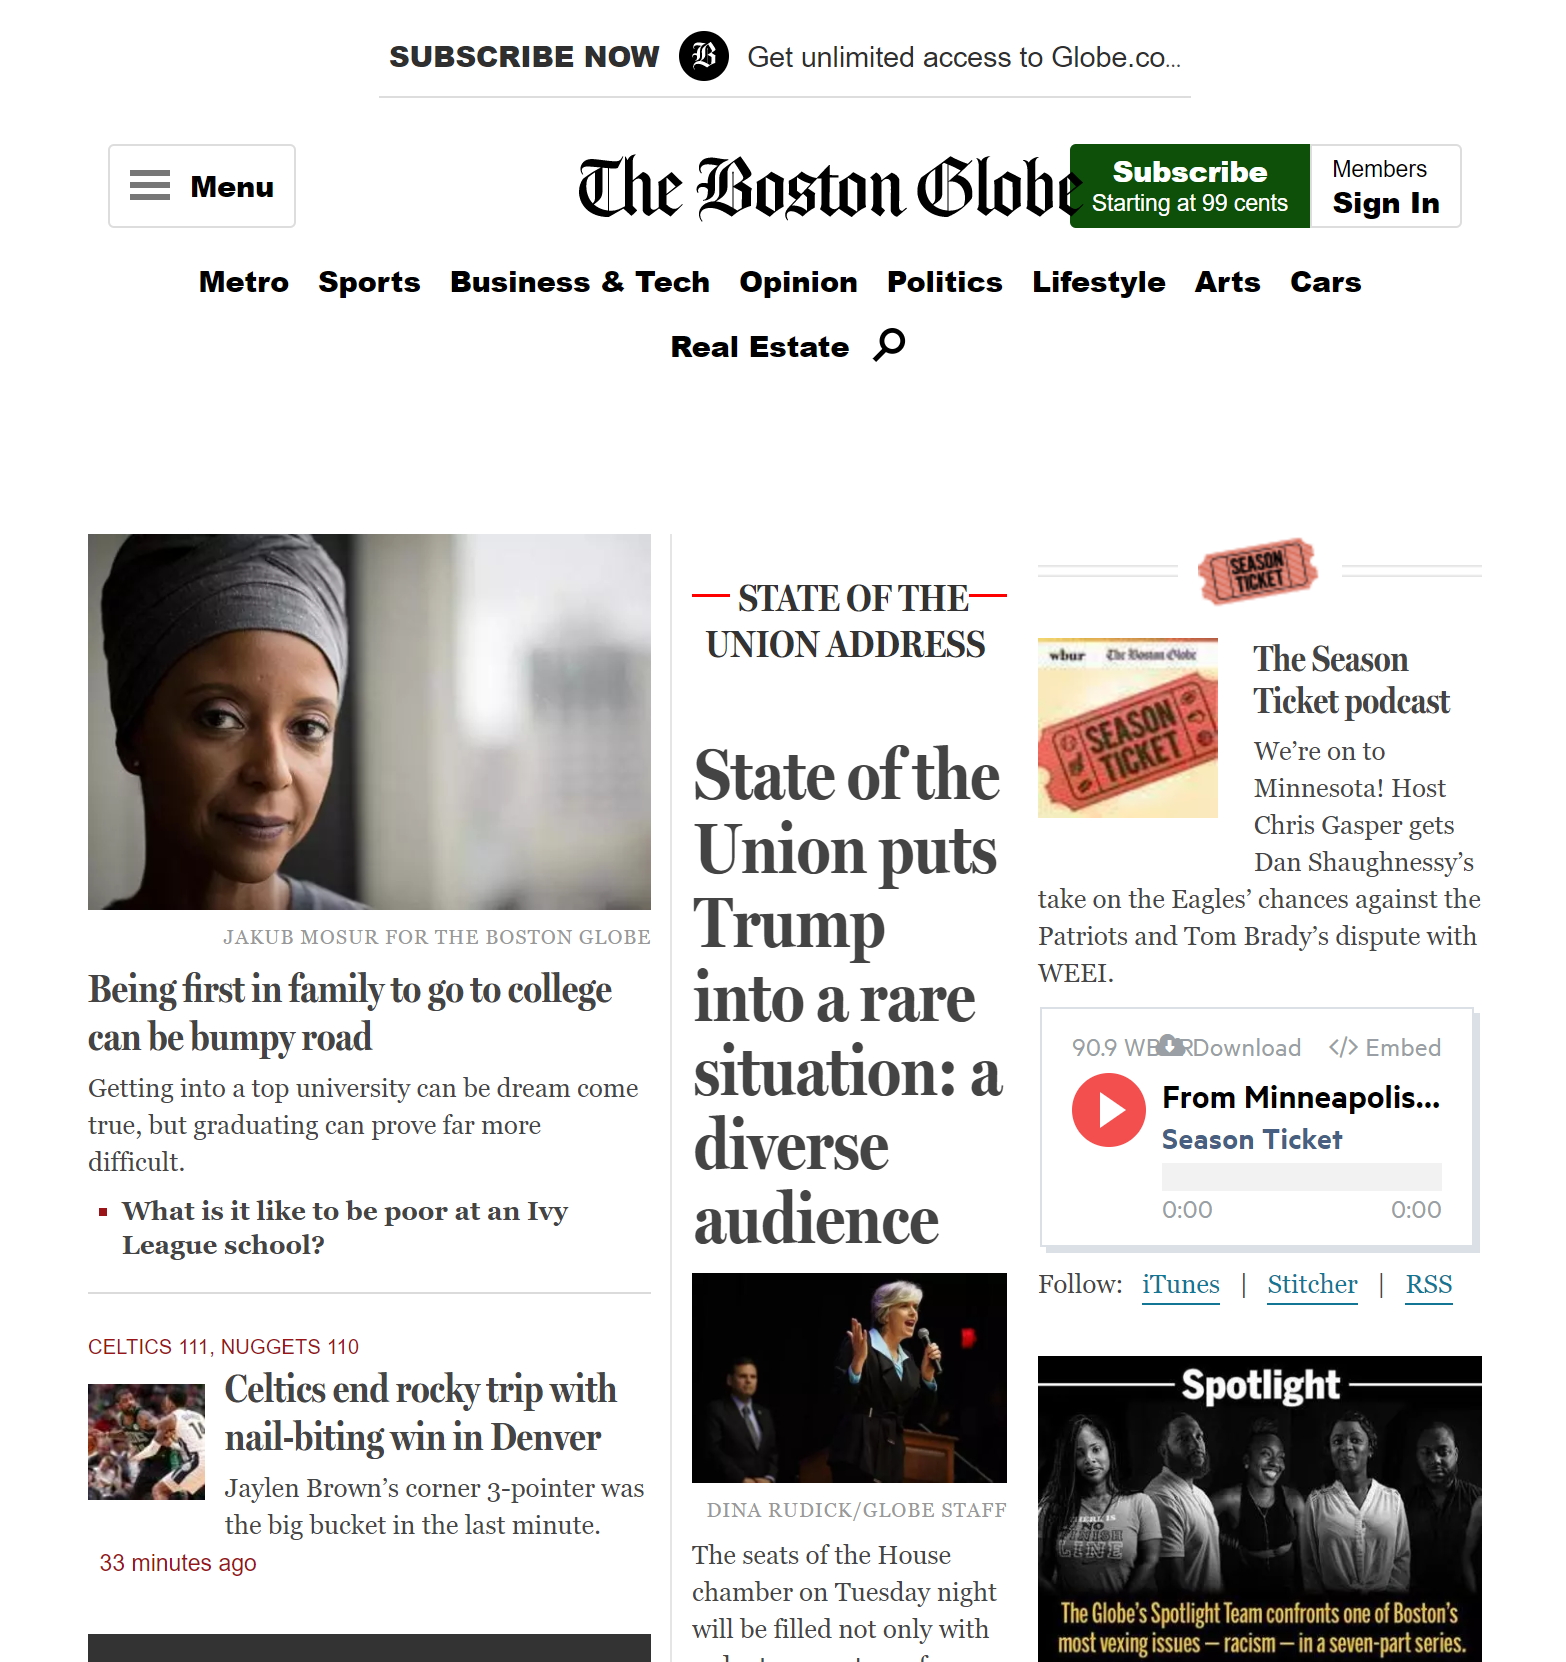 SUBSCRIBE NOW B Get unlimited access to Globe.co...
Menu
The Boston Globe
Subscribe
Starting at 99 cents
Members
Sign In
Metro Sports Business & Tech Opinion Politics Lifestyle Arts Cars
Real Estate
JAKUB MOSUR FOR THE BOSTON GLOBE
Being first in family to go to college
can be bumpy road
Getting into a top university can be dream come
true, but graduating can prove far more
difficult.
What is it like to be poor at an Ivy
League school?
CELTICS 111, NUGGETS 110
Celtics end rocky trip with
nail-biting win in Denver
Jaylen Brown’s corner 3-pointer was
the big bucket in the last minute.
33 minutes ago
STATE OF THE
UNION ADDRESS
State of the
Union puts
Trump
into a rare
situation: a
diverse
audience
DINA RUDICK/GLOBE STAFF
The seats of the House
chamber on Tuesday night
will be filled not only with
SEASON
TICKET
wbur The Boston Globe
SEASON
TICKET
The Season
Ticket podcast
We’re on to
Minnesota! Host
Chris Gasper gets
Dan Shaughnessy’s
take on the Eagles’ chances against the
Patriots and Tom Brady’s dispute with
WEEI.
90.9 WBUR Download Embed
From Minneapolis...
Season Ticket
0:00 0:00
Follow: iTunes | Stitcher | RSS
Spotlight
THERE IS
NO
FINISH
LINE
The Globe’s Spotlight Team confronts one of Boston’s
most vexing issues — racism — in a seven-part series.